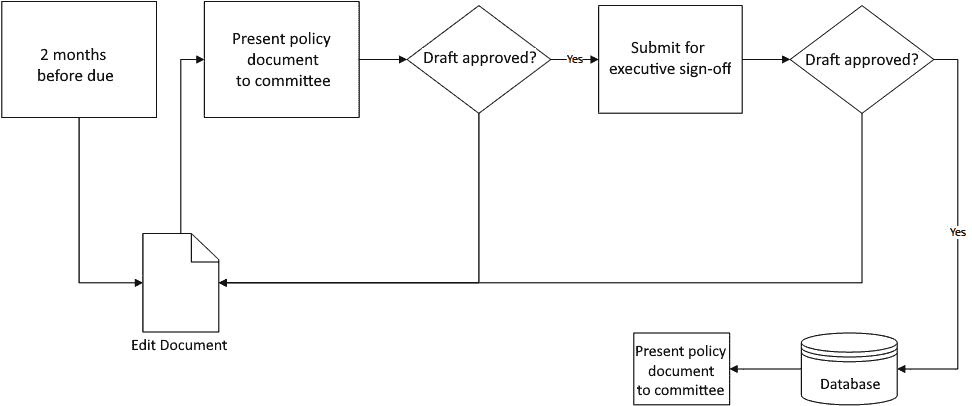 2 months
before due
Present policy
document
to committee
Draft approved?
Yes
Submit for
executive sign-off
Draft approved?
Yes
Edit Document
Present policy
document
to committee
Database